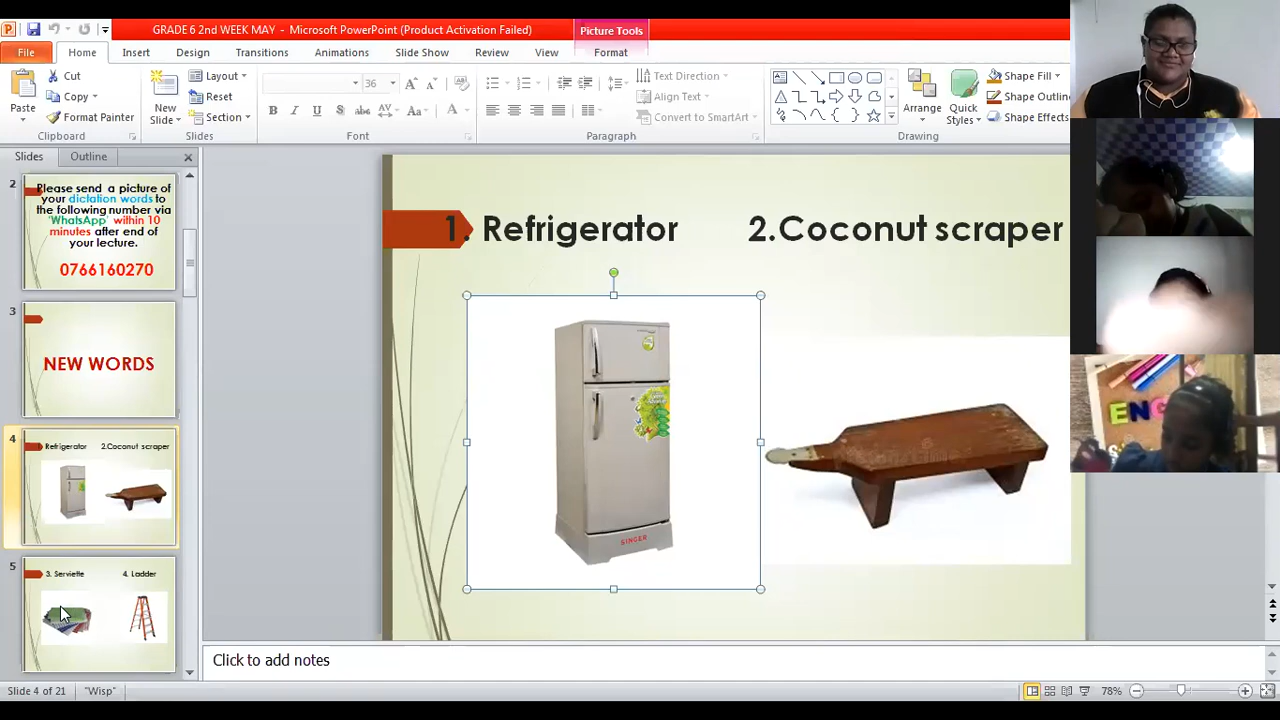 GRADE 6 2nd WEEK MAY - Microsoft PowerPoint (Product Activation Failed)
Picture Tools
File
Home
Insert
Design
Transitions
Animations
Slide Show
Review
View
Format
Paste
Cut
Copy
Format Painter
Clipboard
New
Slide
Layout
Reset
Section
Slides
36
Font
Text Direction
Align Text
Convert to SmartArt
Paragraph
Arrange
Quick
Styles
Shape Fill
Shape Outlin
Shape Effects
Drawing
Slides
Outline
2
Please send a picture of
your dictation words to
the following number via
'WhatsApp' within 10
minutes after end of
your lecture.
0766160270
3
NEW WORDS
4
Refrigerator 2.Coconut scraper
5
3. Serviette 4. Ladder
1. Refrigerator 2.Coconut scraper
SINGER
ENG
Click to add notes
Slide 4 of 21
"Wisp"
78%